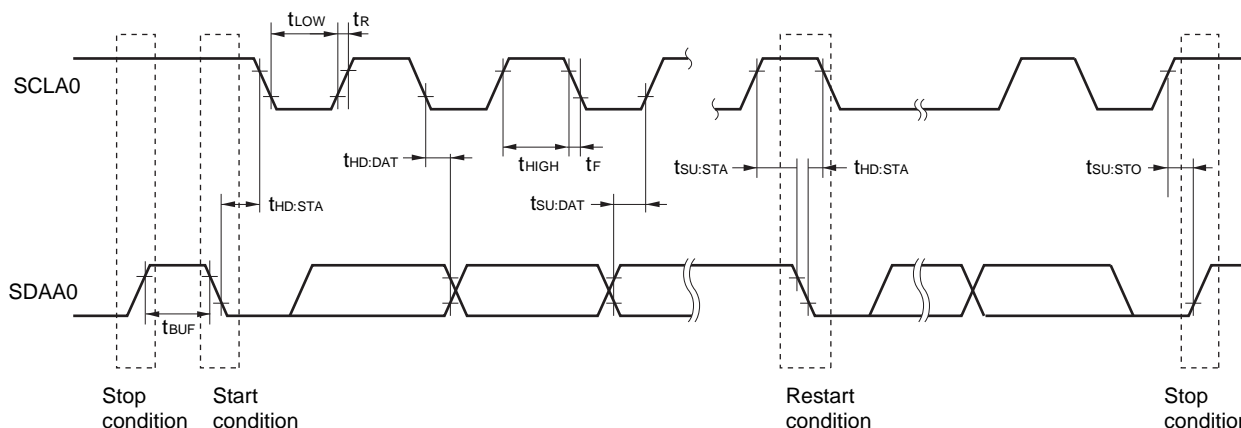 tLOW
tR
SCLA0
tHD:DAT
tHIGH
tF
tSU:STA
tHD:STA
tSU:STO
tHD:STA
tSU:DAT
SDAA0
tBUF
Stop
condition
Start
condition
Restart
condition
Stop
condition